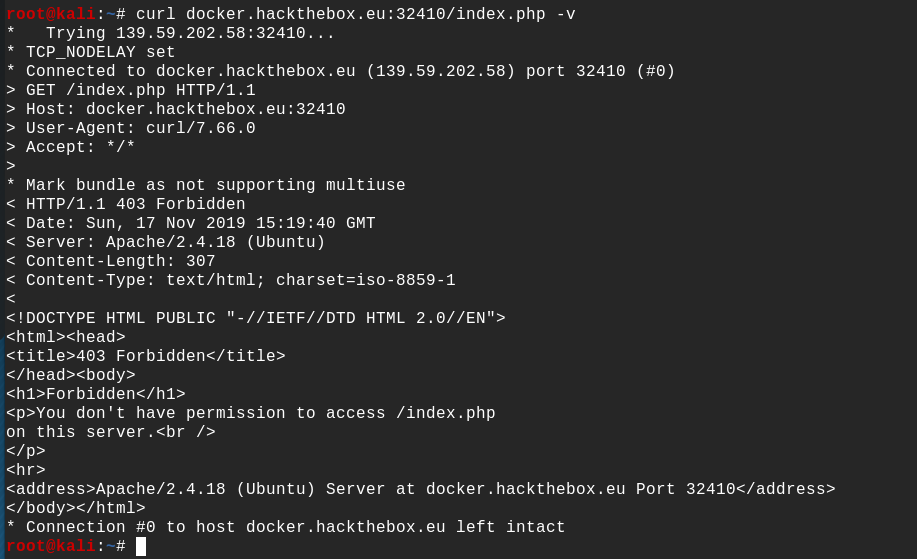 root@kali:~# curl docker.hackthebox.eu:32410/index.php -v
*   Trying 139.59.202.58:32410...
* TCP_NODELAY set
* Connected to docker.hackthebox.eu (139.59.202.58) port 32410 (#0)
> GET /index.php HTTP/1.1
> Host: docker.hackthebox.eu:32410
> User-Agent: curl/7.66.0
> Accept: */*
>
* Mark bundle as not supporting multiuse
< HTTP/1.1 403 Forbidden
< Date: Sun, 17 Nov 2019 15:19:40 GMT
< Server: Apache/2.4.18 (Ubuntu)
< Content-Length: 307
< Content-Type: text/html; charset=iso-8859-1
<
<!DOCTYPE HTML PUBLIC "-//IETF//DTD HTML 2.0//EN">
<html><head>
<title>403 Forbidden</title>
</head><body>
<h1>Forbidden</h1>
<p>You don't have permission to access /index.php
on this server.<br />
</p>
<hr>
<address>Apache/2.4.18 (Ubuntu) Server at docker.hackthebox.eu Port 32410</address>
</body></html>
* Connection #0 to host docker.hackthebox.eu left intact
root@kali:~#